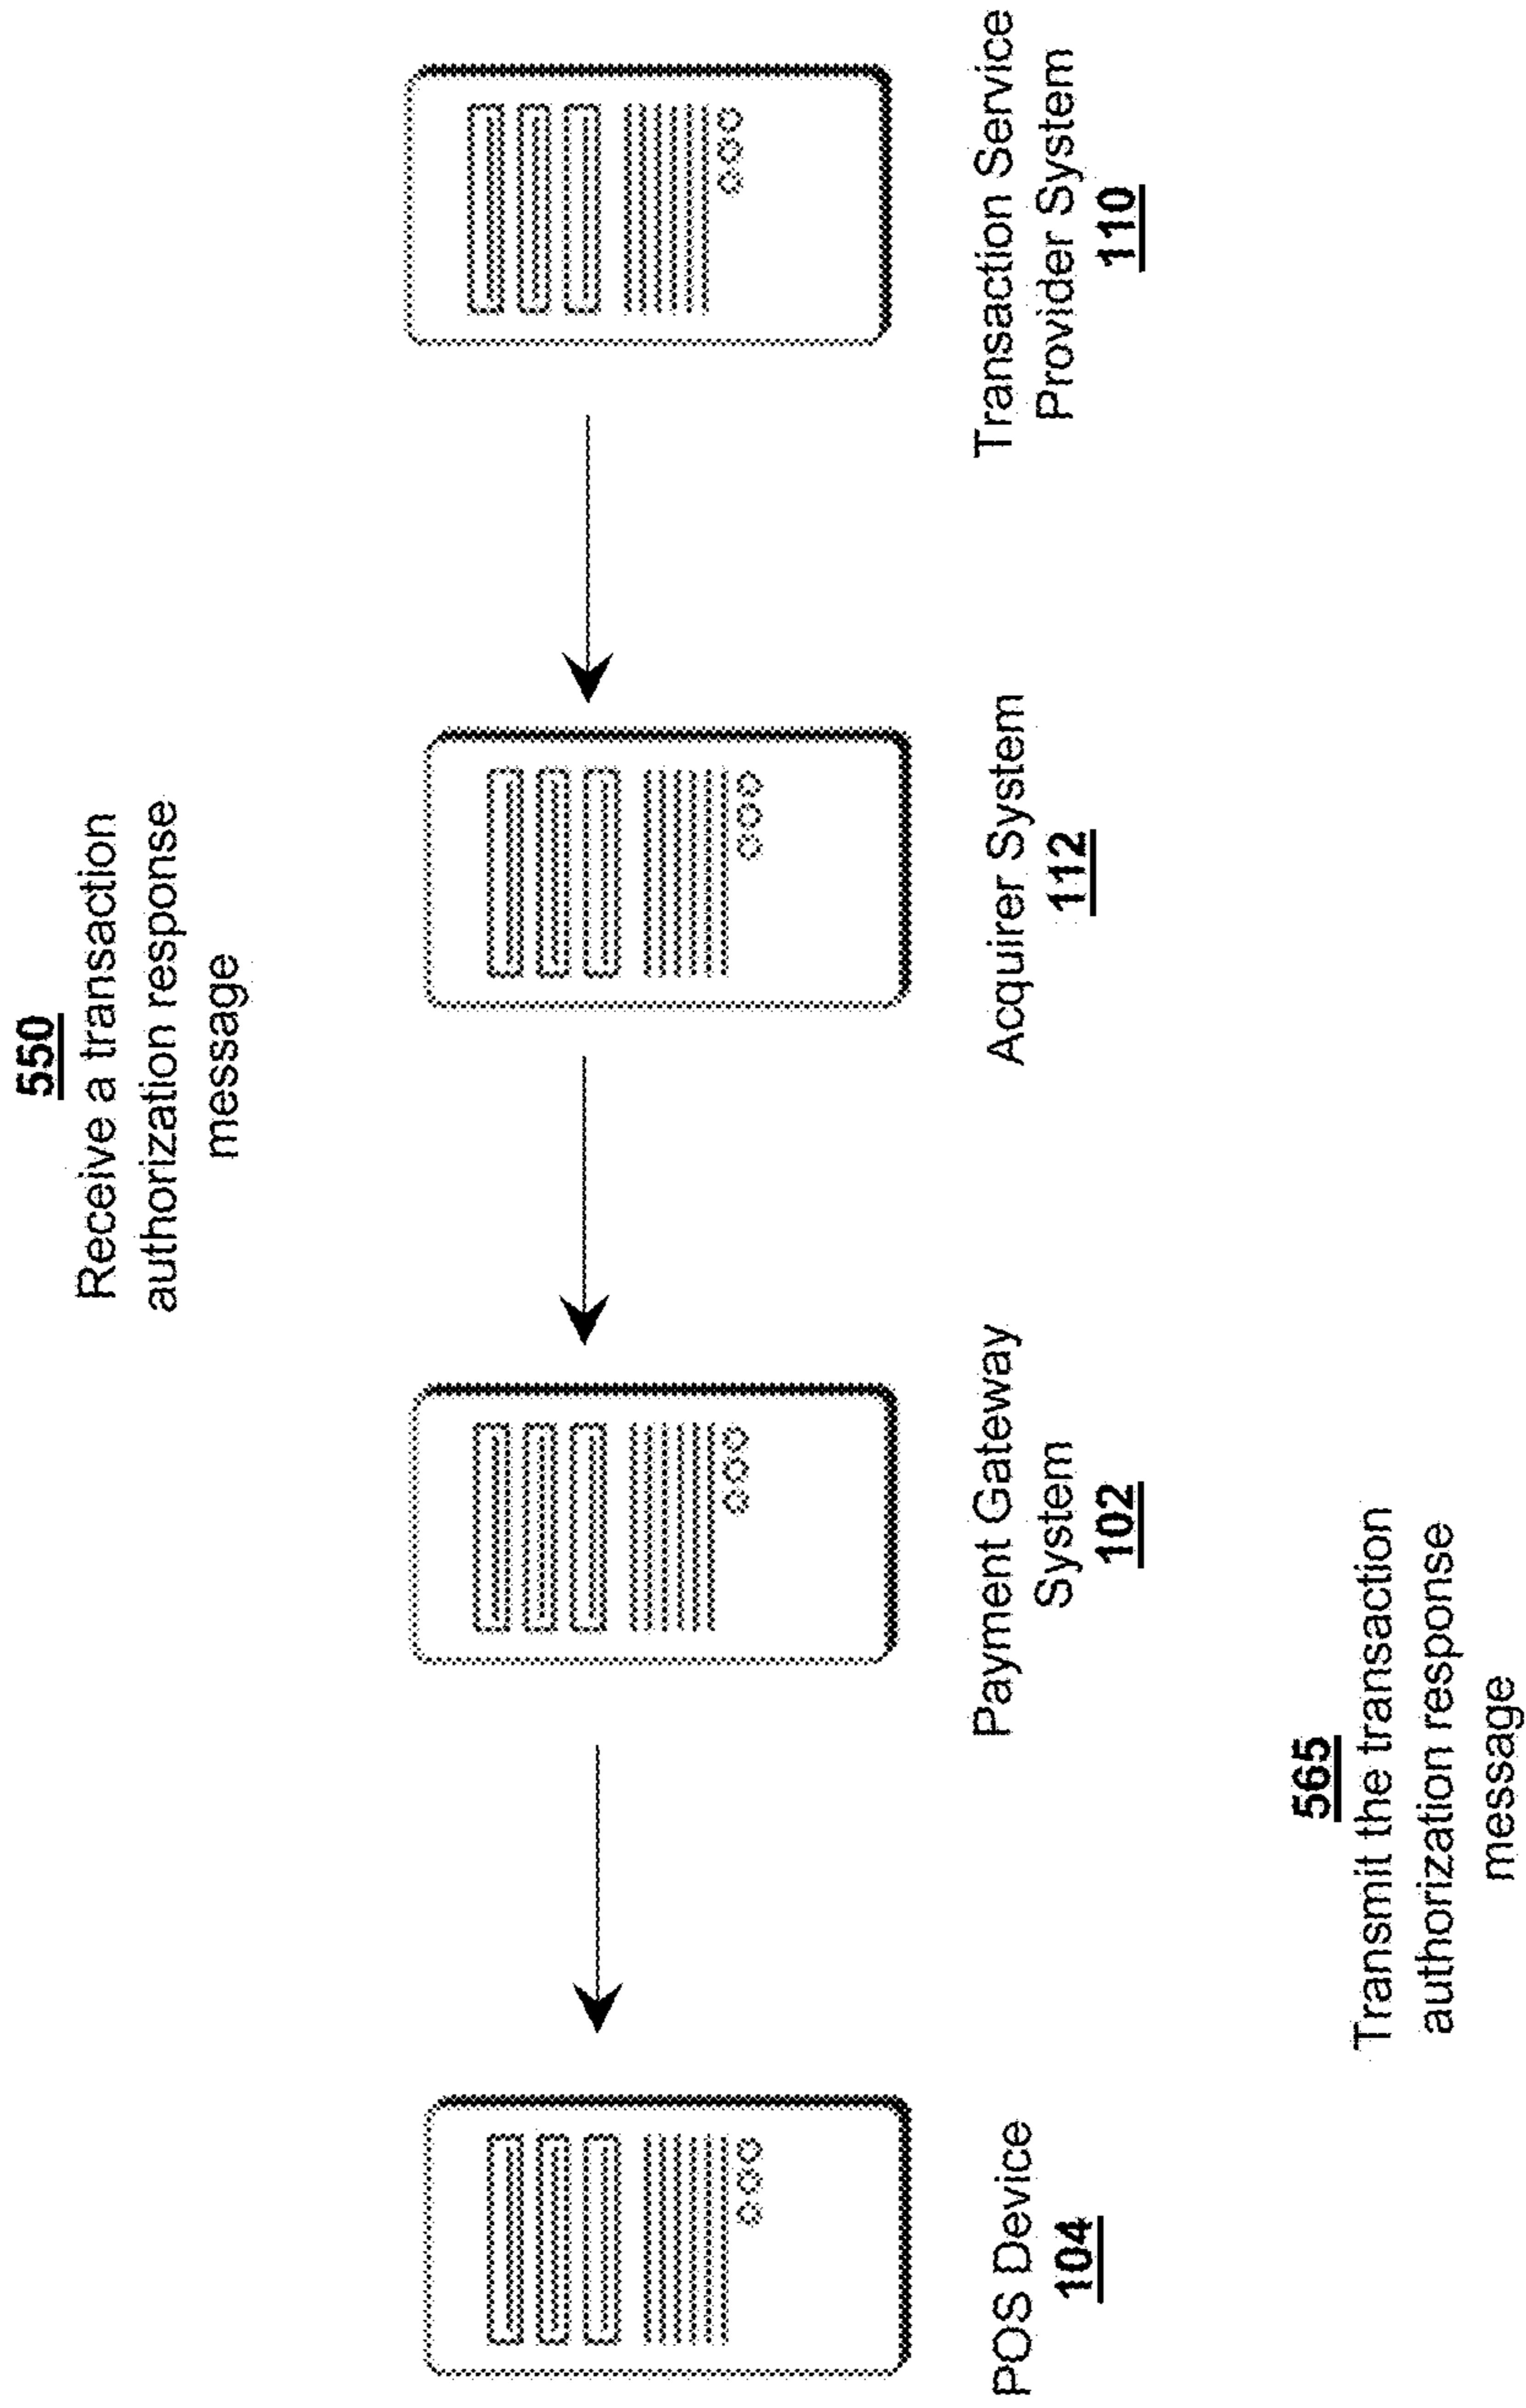 550
Receive a transaction
authorization response
message
POS Device
104
Payment Gateway
System
102
Acquirer System
112
Transaction Service
Provider System
110
565
Transmit the transaction
authorization response
message